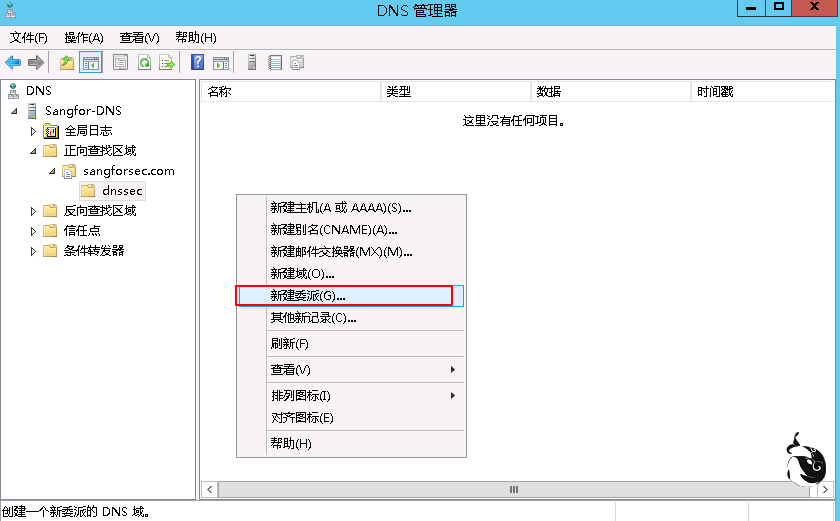 DNS 管理器
文件(F) 操作(A) 查看(V) 帮助(H)
DNS
Sangfor-DNS
全局日志
正向查找区域
sangforsec.com
dnssec
反向查找区域
信任点
条件转发器
名称 类型 数据 时间戳
这里没有任何项目。
新建主机(A 或 AAAA)(S)...
新建别名(CNAME)(A)...
新建邮件交换器(MX)(M)...
新建域(O)...
新建委派(G)...
其他新记录(C)...
刷新(F)
查看(V)
排列图标(I)
对齐图标(E)
帮助(H)
创建一个新委派的 DNS 域。